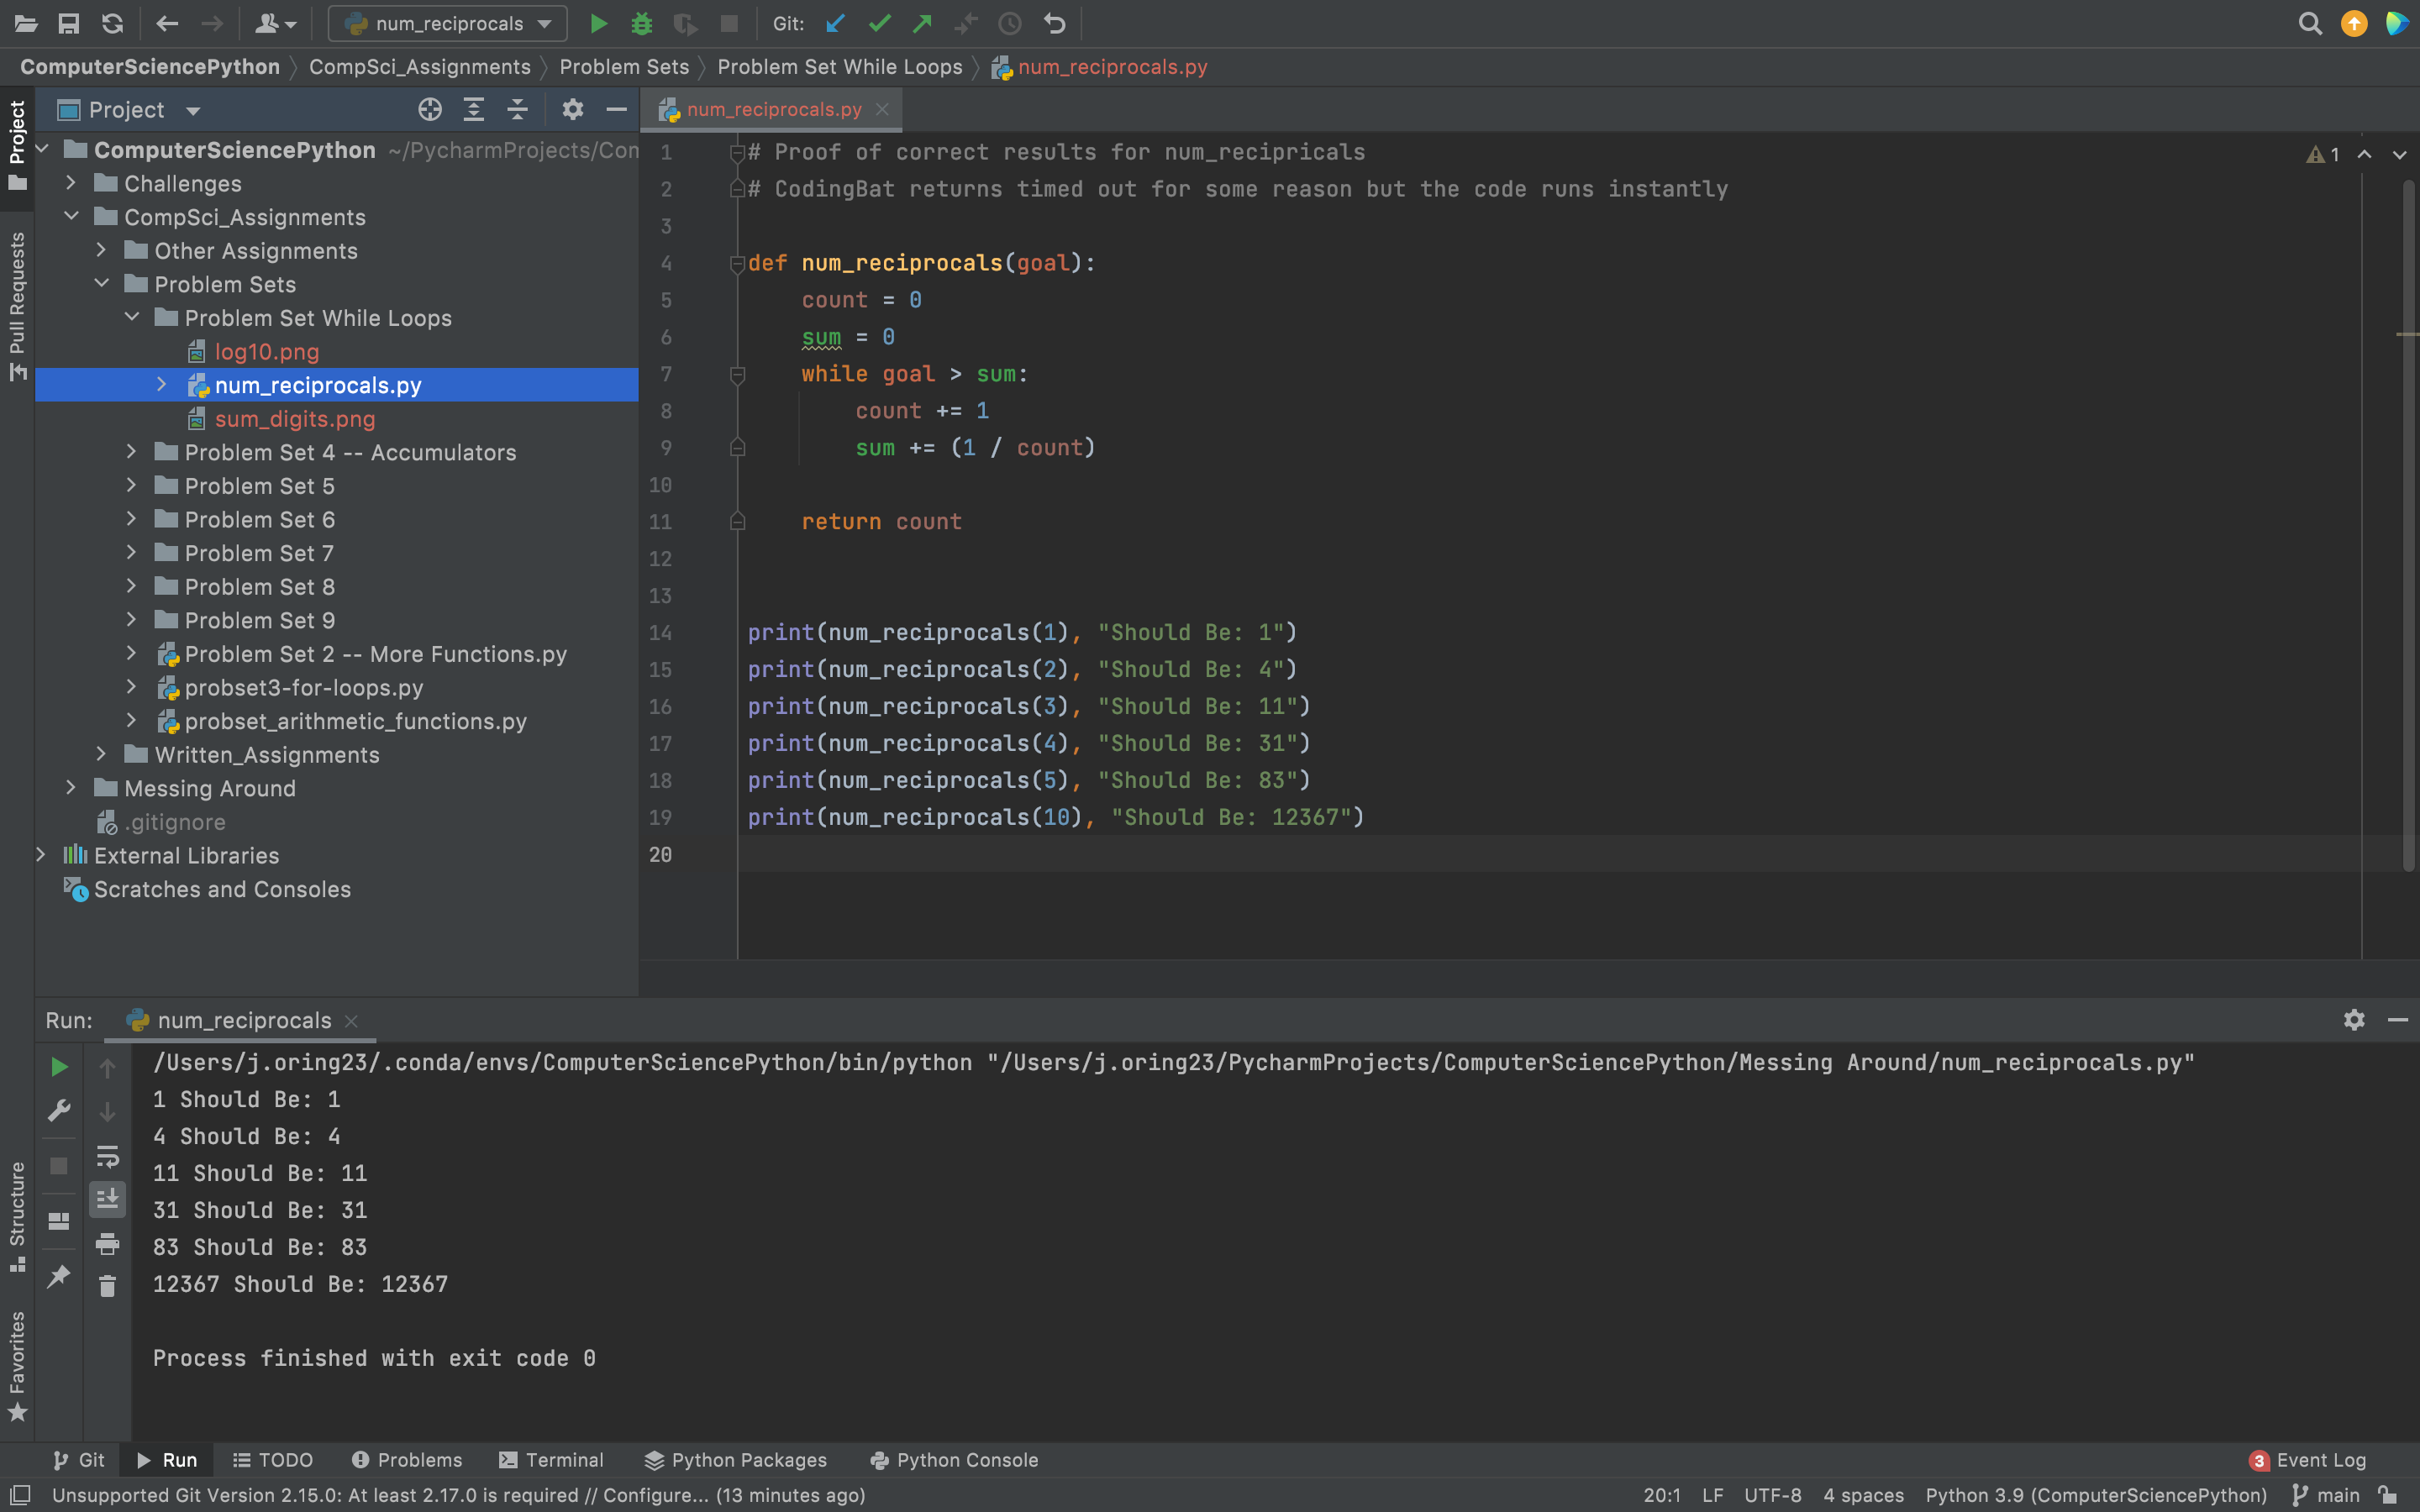 num_reciprocals
Git:
ComputerSciencePython
CompSci_Assignments
Problem Sets
Problem Set While Loops
num_reciprocals.py
Project
Project
Pull Requests
Structure
Favorites
ComputerSciencePython ~/PycharmProjects/Con
Challenges
CompSci_Assignments
Other Assignments
Problem Sets
Problem Set While Loops
log10.png
num_reciprocals.py
sum_digits.png
Problem Set 4 -- Accumulators
Problem Set 5
Problem Set 6
Problem Set 7
Problem Set 8
Problem Set 9
Problem Set 2 -- More Functions.py
probset3-for-loops.py
probset_arithmetic_functions.py
Written_Assignments
Messing Around
.gitignore
External Libraries
Scratches and Consoles
num_reciprocals.py
1
1 # Proof of correct results for num_recipricals
2 # CodingBat returns timed out for some reason but the code runs instantly
3
4 def num_reciprocals(goal):
5 count = 0
6 sum = 0
7 while goal > sum:
8 count += 1
9 sum += (1 / count)
10
11 return count
12
13
14 print(num_reciprocals(1), "Should Be: 1")
15 print(num_reciprocals(2), "Should Be: 4")
16 print(num_reciprocals(3), "Should Be: 11")
17 print(num_reciprocals(4), "Should Be: 31")
18 print(num_reciprocals(5), "Should Be: 83")
19 print(num_reciprocals(10), "Should Be: 12367")
20
Run: num_reciprocals
/Users/j.oring23/.conda/envs/ComputerSciencePython/bin/python "/Users/j.oring23/PycharmProjects/ComputerSciencePython/Messing Around/num_reciprocals.py"
1 Should Be: 1
4 Should Be: 4
11 Should Be: 11
31 Should Be: 31
83 Should Be: 83
12367 Should Be: 12367
Process finished with exit code 0
Git Run TODO Problems Terminal Python Packages Python Console 3 Event Log
Unsupported Git Version 2.15.0: At least 2.17.0 is required // Configure... (13 minutes ago) 20:1 LF UTF-8 4 spaces Python 3.9 (ComputerSciencePython) main